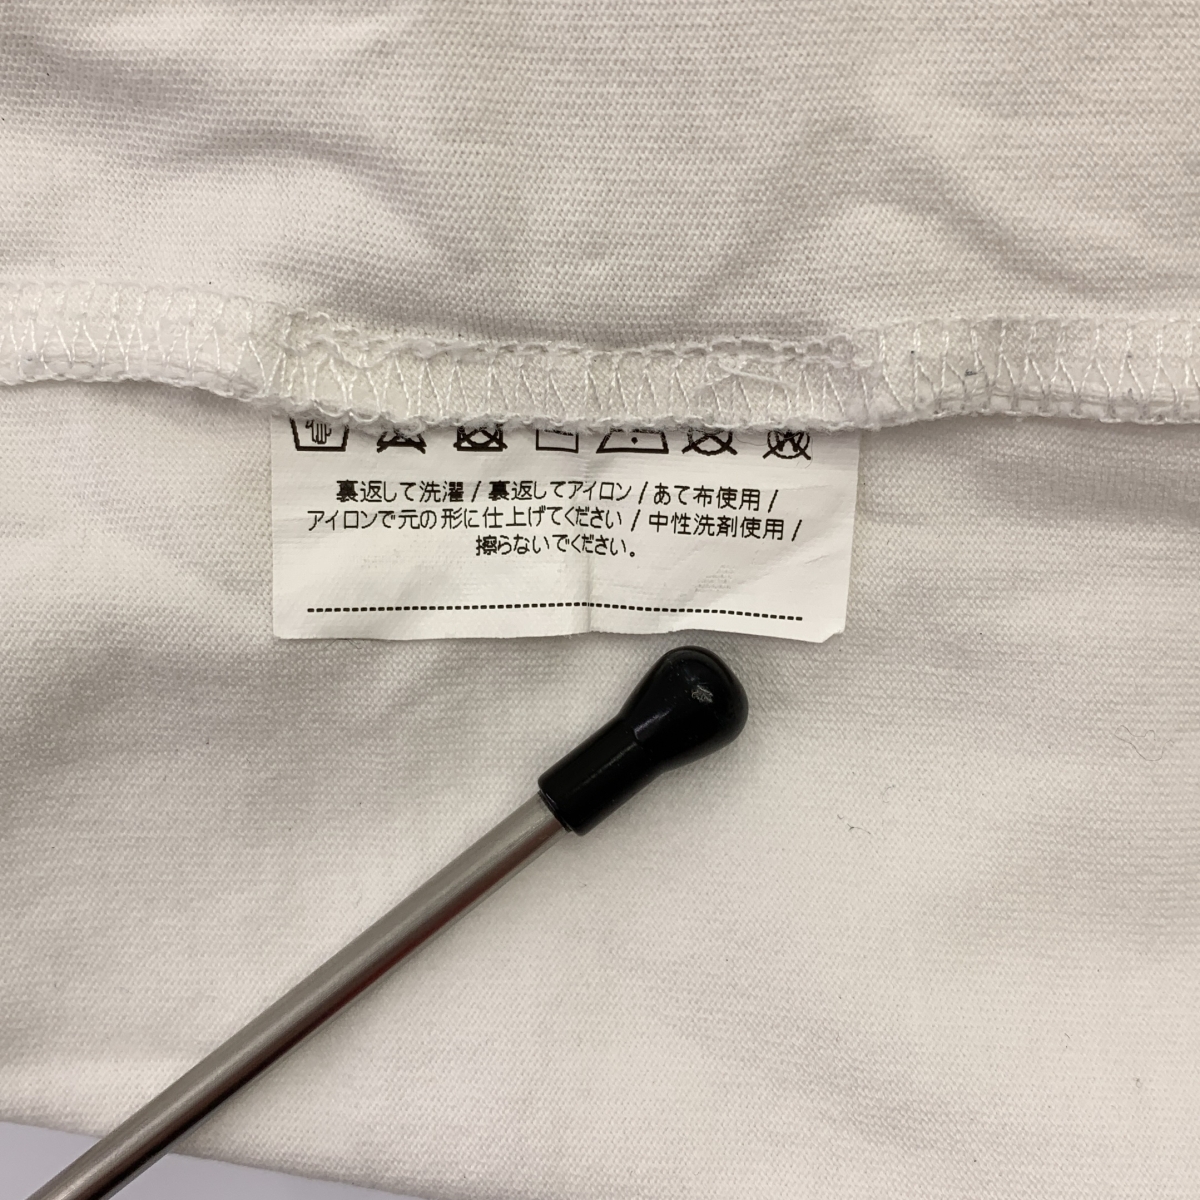 裏返して洗濯 / 裏返してアイロン / あて布使用 /
アイロンで元の形に仕上げてください / 中性洗剤使用 /
擦らないでください。